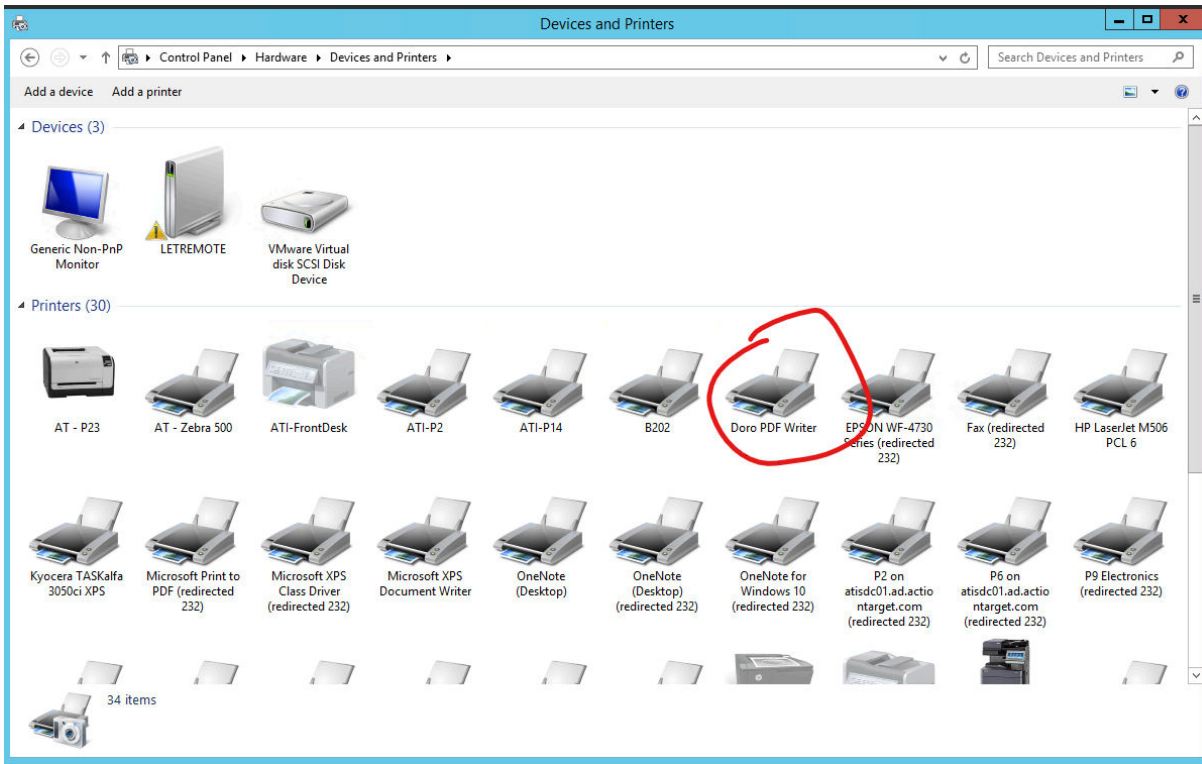 Devices and Printers
Control Panel ▸ Hardware ▸ Devices and Printers ▸
Search Devices and Printers
Add a device Add a printer
Devices (3)
Generic Non-PnP
Monitor
LETREMOTE
VMware Virtual
disk SCSI Disk
Device
Printers (30)
AT - P23
AT - Zebra 500
ATI-FrontDesk
ATI-P2
ATI-P14
B202
Doro PDF Writer
EPSON WF-4730
Series (redirected
232)
Fax (redirected
232)
HP LaserJet M506
PCL 6
Kyocera TASKalfa
3050ci XPS
Microsoft Print to
PDF (redirected
232)
Microsoft XPS
Class Driver
(redirected 232)
Microsoft XPS
Document Writer
OneNote
(Desktop)
OneNote
(Desktop)
(redirected 232)
OneNote for
Windows 10
(redirected 232)
P2 on
atisdc01.ad.actio
ntarget.com
(redirected 232)
P6 on
atisdc01.ad.actio
ntarget.com
(redirected 232)
P9 Electronics
(redirected 232)
34 items